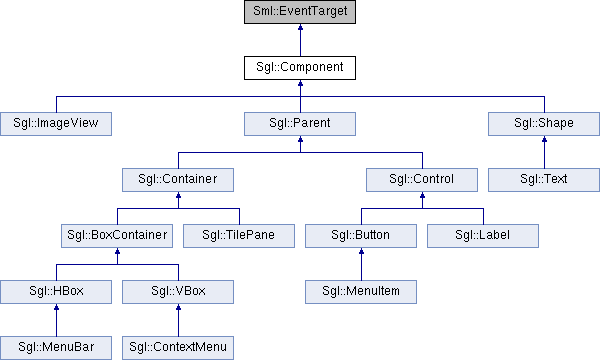 Sml::EventTarget
Sgl::Component
Sgl::ImageView
Sgl::Parent
Sgl::Shape
Sgl::Container
Sgl::Control
Sgl::Text
Sgl::BoxContainer
Sgl::TilePane
Sgl::Button
Sgl::Label
Sgl::HBox
Sgl::VBox
Sgl::MenuItem
Sgl::MenuBar
Sgl::ContextMenu